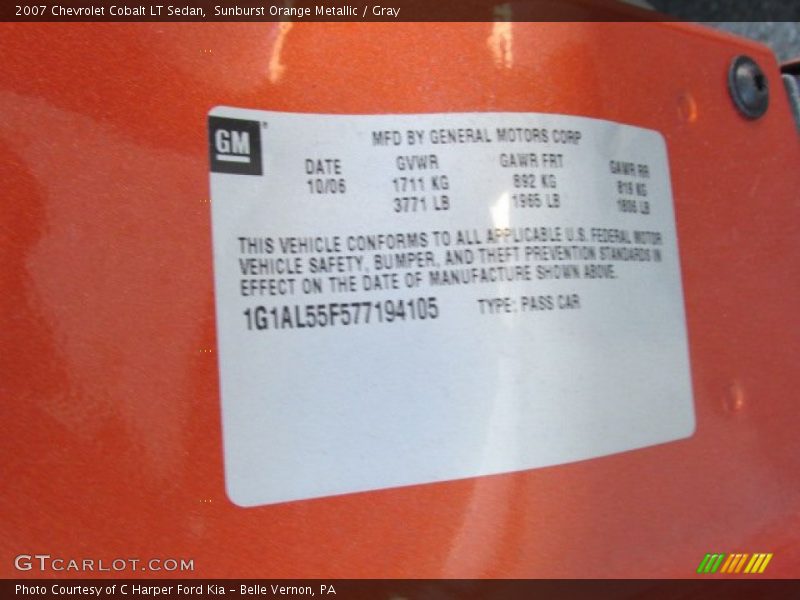 2007 Chevrolet Cobalt LT Sedan,  Sunburst Orange Metallic / Gray
GM
MFD BY GENERAL MOTORS CORP
DATE GVWR GAWR FRT GAWR RR
10/06 1711 KG 892 KG 819 KG
3771 LB 1965 LB 1806 LB
THIS VEHICLE CONFORMS TO ALL APPLICABLE U.S. FEDERAL MOTOR
VEHICLE SAFETY, BUMPER, AND THEFT PREVENTION STANDARDS IN
EFFECT ON THE DATE OF MANUFACTURE SHOWN ABOVE.
1G1AL55F577194105 TYPE: PASS CAR
GTCARLOT.COM
Photo Courtesy of C Harper Ford Kia – Belle Vernon, PA